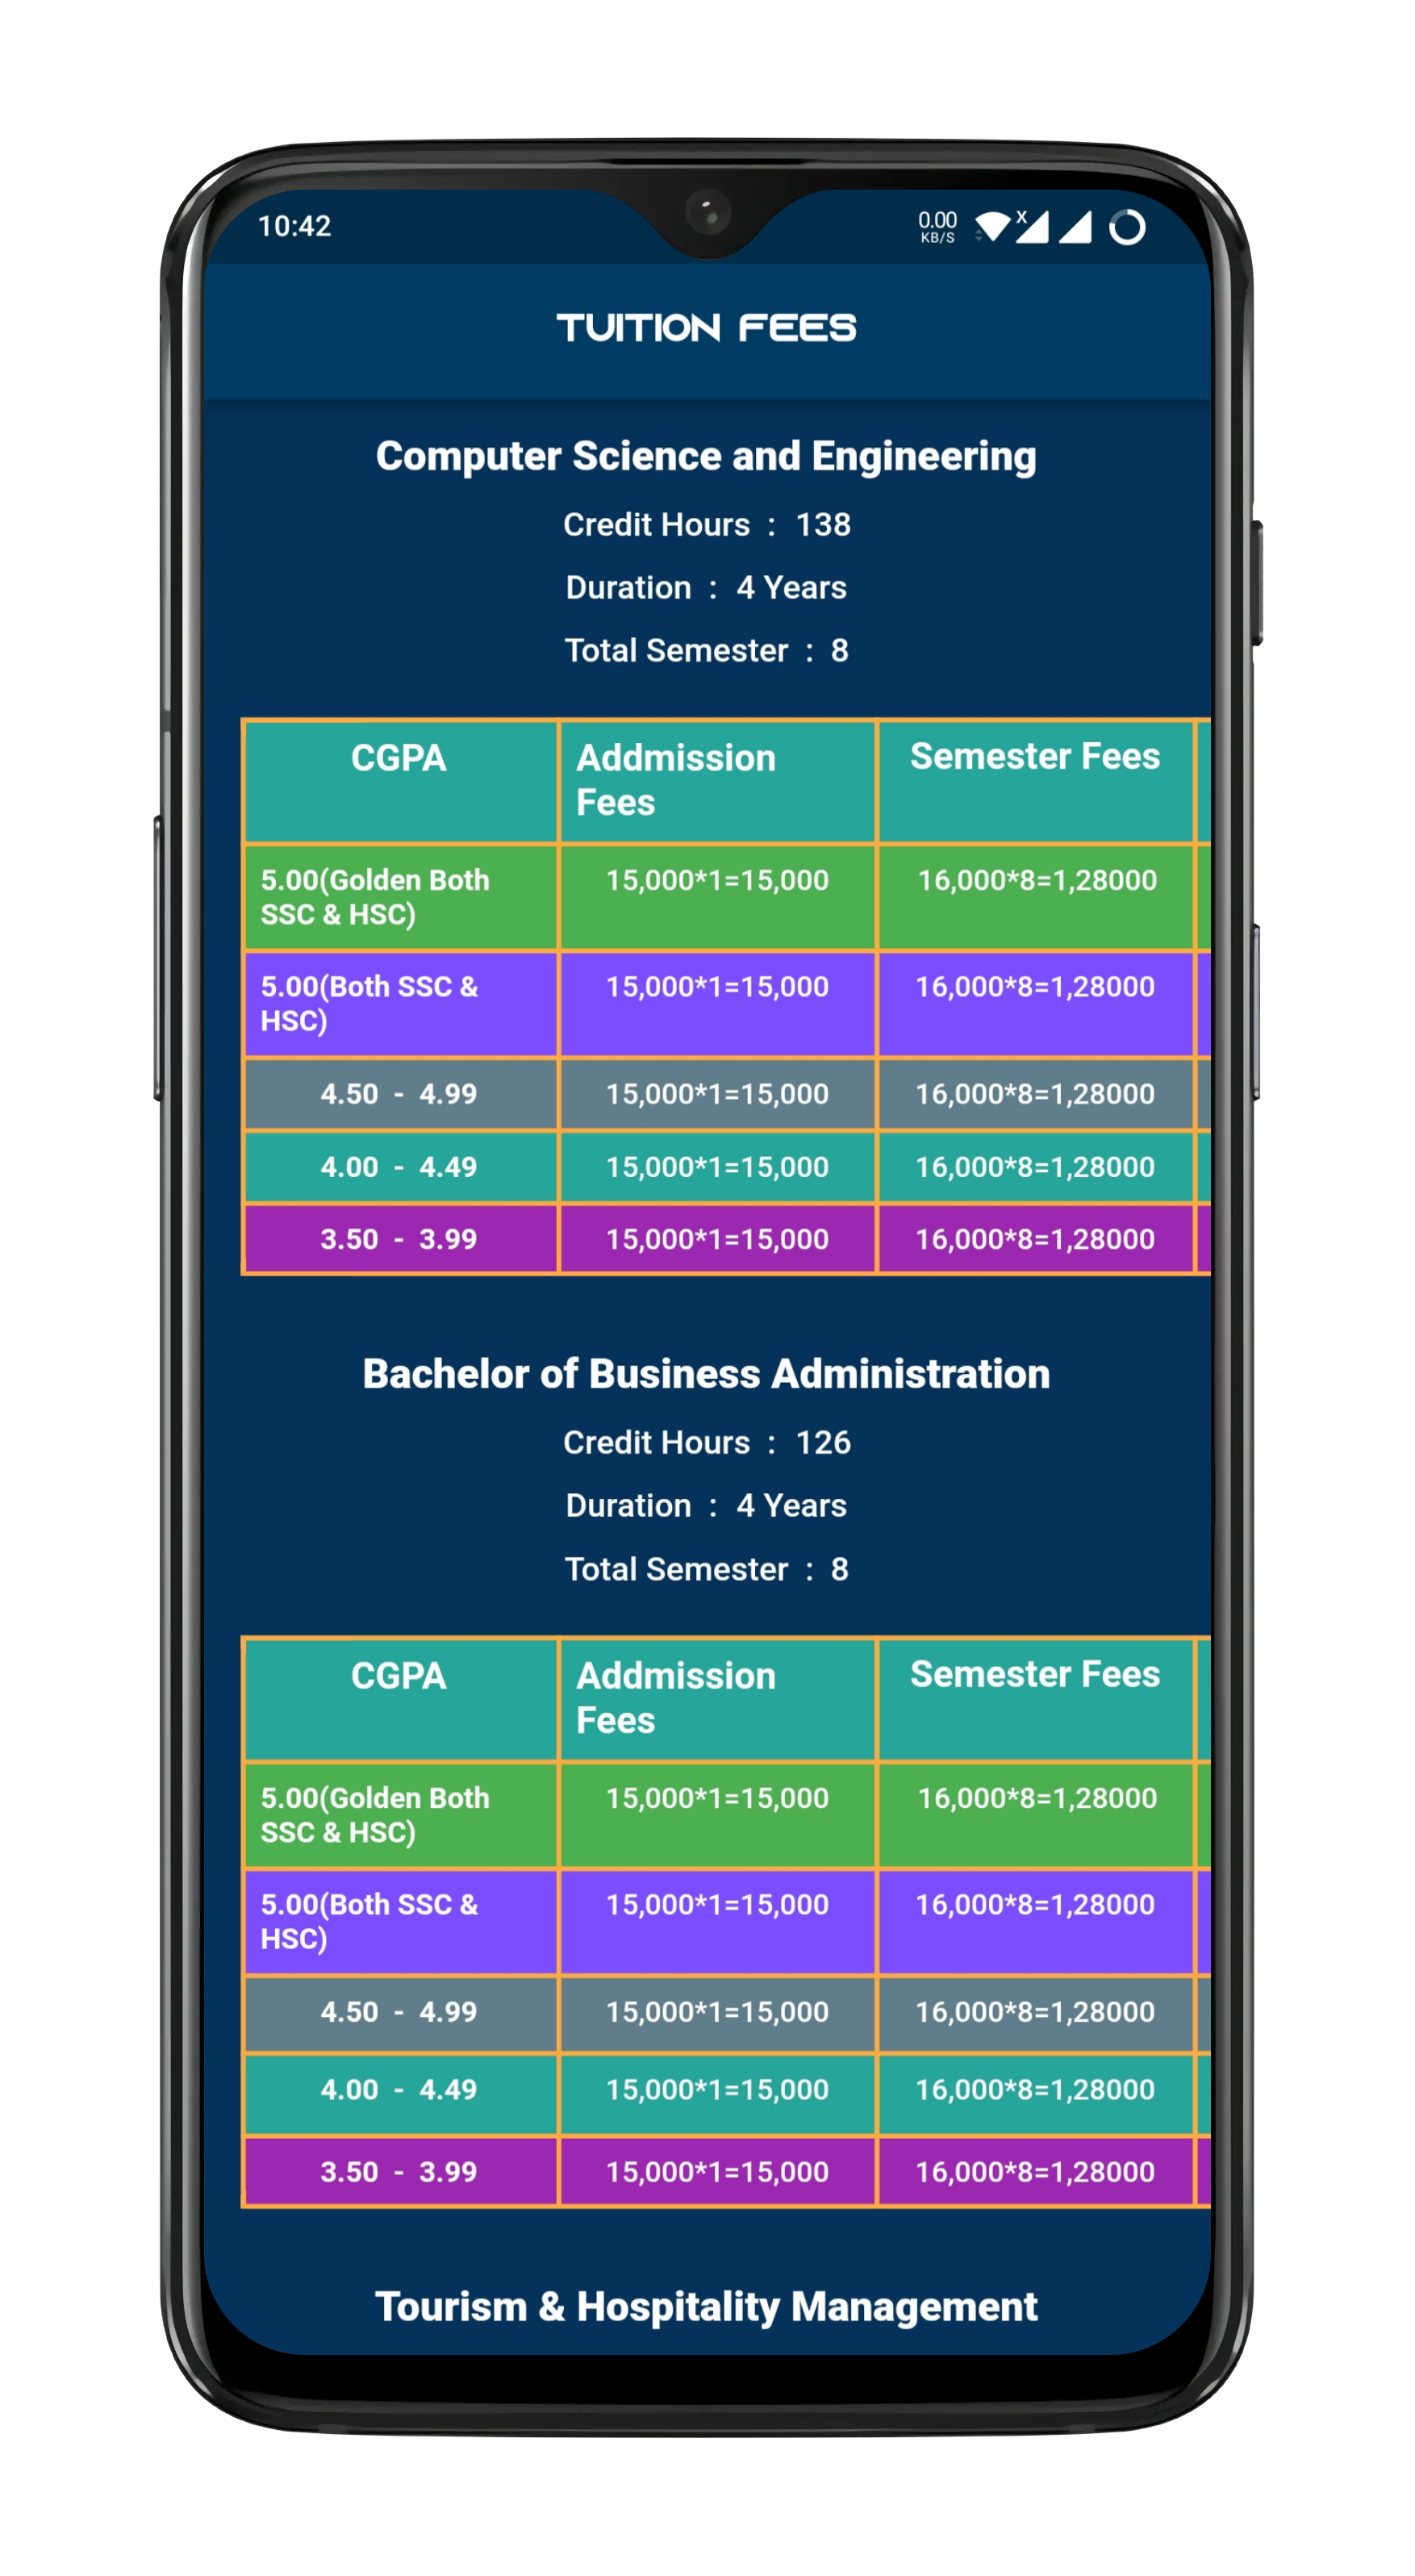 10:42
0.00
KB/S
X
TUITION FEES
Computer Science and Engineering
Credit Hours : 138
Duration : 4 Years
Total Semester : 8
CGPA Addmission Semester Fees
Fees
5.00(Golden Both 15,000*1=15,000 16,000*8=1,28000
SSC & HSC)
5.00(Both SSC & 15,000*1=15,000 16,000*8=1,28000
HSC)
4.50 - 4.99 15,000*1=15,000 16,000*8=1,28000
4.00 - 4.49 15,000*1=15,000 16,000*8=1,28000
3.50 - 3.99 15,000*1=15,000 16,000*8=1,28000
Bachelor of Business Administration
Credit Hours : 126
Duration : 4 Years
Total Semester : 8
CGPA Addmission Semester Fees
Fees
5.00(Golden Both 15,000*1=15,000 16,000*8=1,28000
SSC & HSC)
5.00(Both SSC & 15,000*1=15,000 16,000*8=1,28000
HSC)
4.50 - 4.99 15,000*1=15,000 16,000*8=1,28000
4.00 - 4.49 15,000*1=15,000 16,000*8=1,28000
3.50 - 3.99 15,000*1=15,000 16,000*8=1,28000
Tourism & Hospitality Management